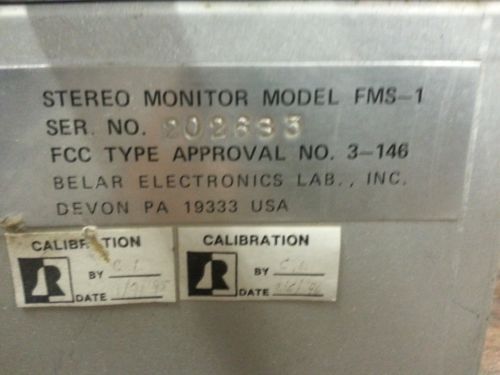 STEREO MONITOR MODEL FMS-1
SER. NO. 202633
FCC TYPE APPROVAL NO. 3-146
BELAR ELECTRONICS LAB., INC.
DEVON PA 19333 USA
CALIBRATION
BY C.I.
DATE
CALIBRATION
BY C.I.
DATE